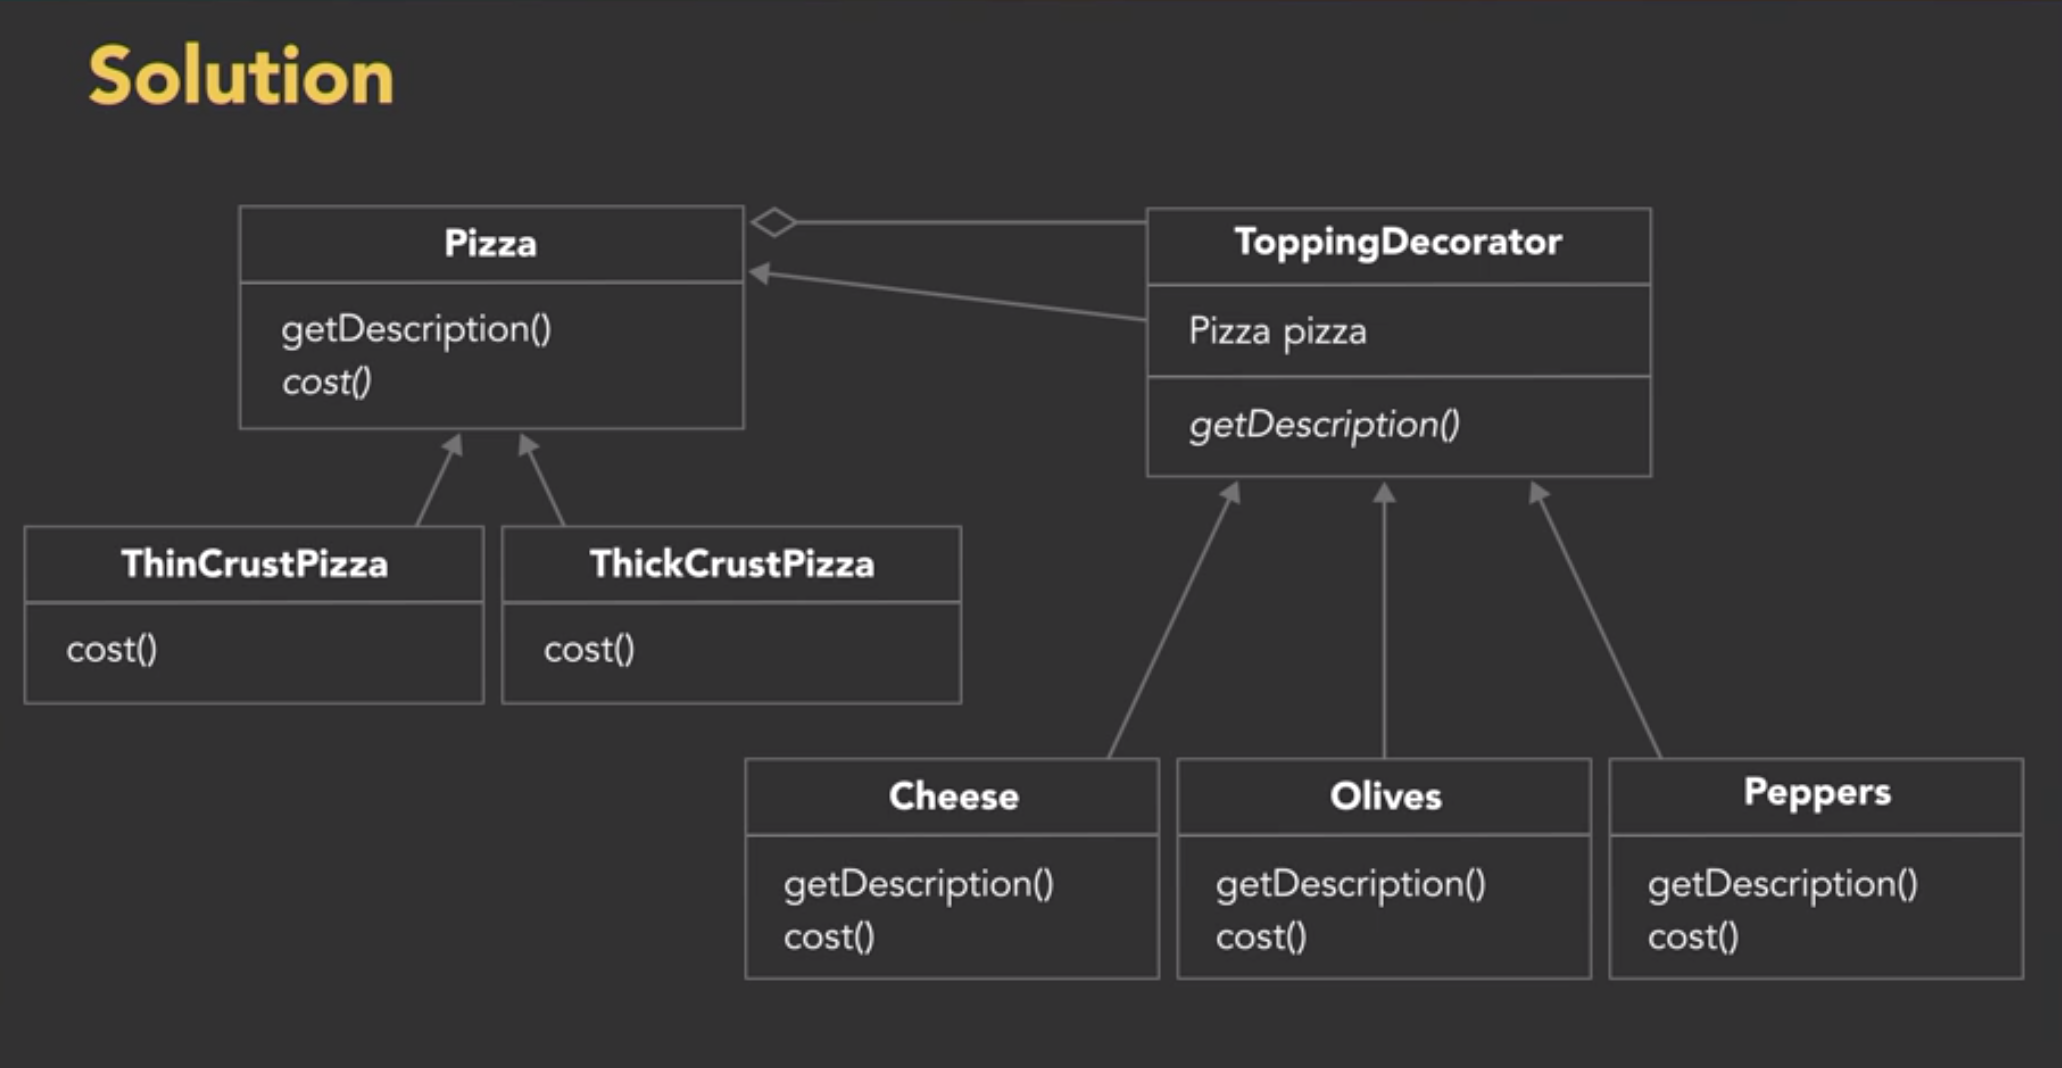 Solution
Pizza
getDescription()
cost()
ToppingDecorator
Pizza pizza
getDescription()
ThinCrustPizza
cost()
ThickCrustPizza
cost()
Cheese
getDescription()
cost()
Olives
getDescription()
cost()
Peppers
getDescription()
cost()